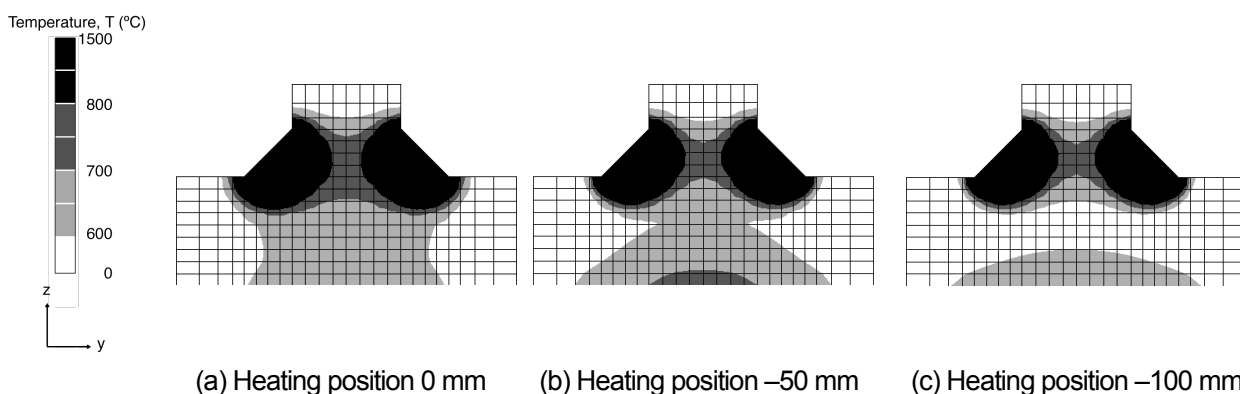 Temperature, T (ºC)
1500
800
700
600
0
z
y
(a) Heating position 0 mm
(b) Heating position –50 mm
(c) Heating position –100 mm